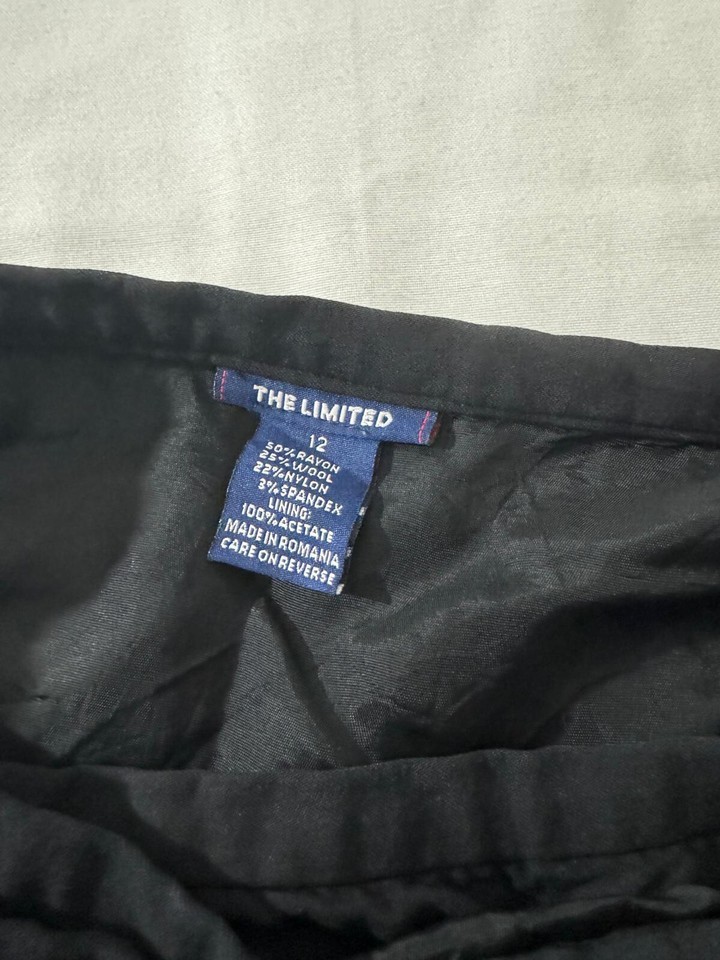 THE LIMITED
12
50% RAYON
25% WOOL
22% NYLON
3% SPANDEX
LINING:
100% ACETATE
MADE IN ROMANIA
CARE ON REVERSE